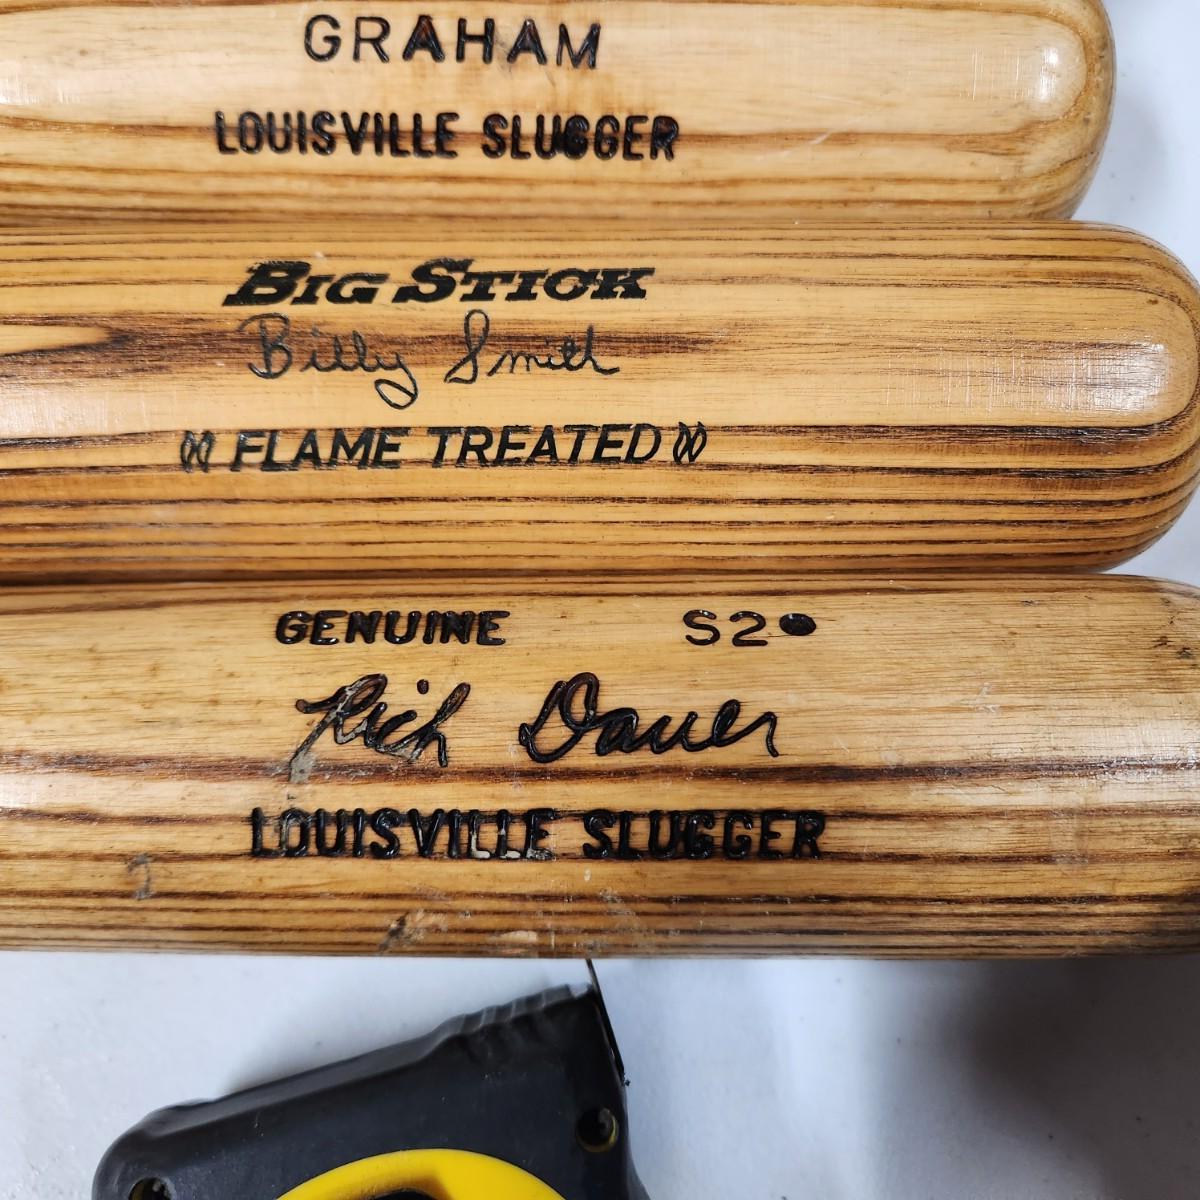 GRAHAM
LOUISVILLE SLUGGER
BIG STICK
Billy Smith
FLAME TREATED
GENUINE S2
Rich Dauer
LOUISVILLE SLUGGER